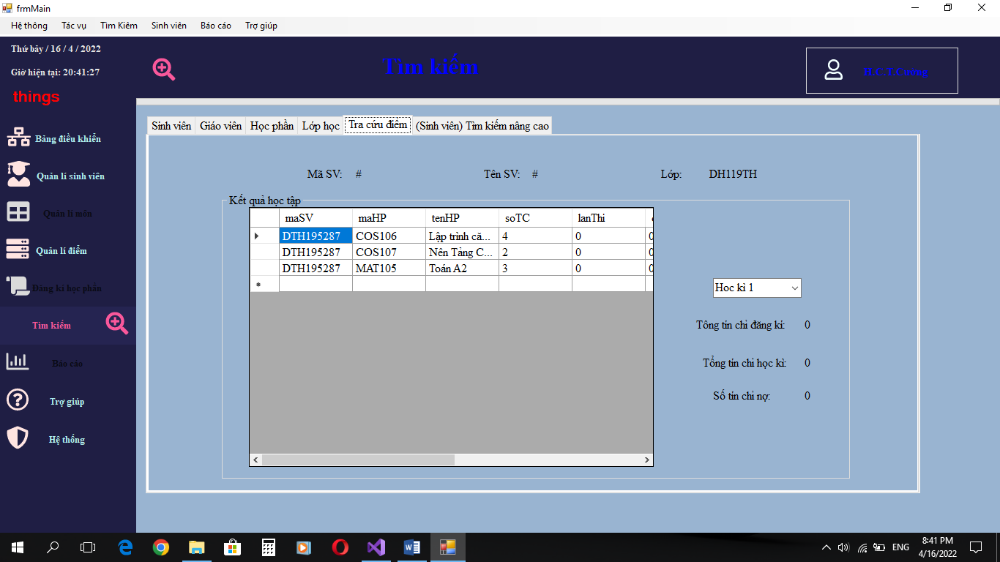 frmMain
Hệ thống Tác vụ Tìm Kiêm Sinh viên Báo cáo Trợ giúp
Thứ bảy / 16 / 4 / 2022
Giờ hiện tại: 20:41:27
things
Tìm kiếm
Bảng điều khiển
Quản lí sinh viên
Quản lí môn
Quản lí điểm
Đăng kí học phần
Tìm kiếm
Báo cáo
Trợ giúp
Hệ thống
Sinh viên Giáo viên Học phần Lớp học Tra cứu điểm (Sinh viên) Tìm kiếm nâng cao
Mã SV: # Tên SV: # Lớp: DH119TH
Kết quả học tập
maSV maHP tenHP soTC lanThi
DTH195287 COS106 Lập trình că... 4 0 0
DTH195287 COS107 Nên Tảng C... 2 0 0
DTH195287 MAT105 Toán A2 3 0 0
Hoc kì 1
Tông tín chỉ đăng kí: 0
Tổng tín chỉ học kì: 0
Số tín chỉ nợ: 0
ENG
8:41 PM
4/16/2022